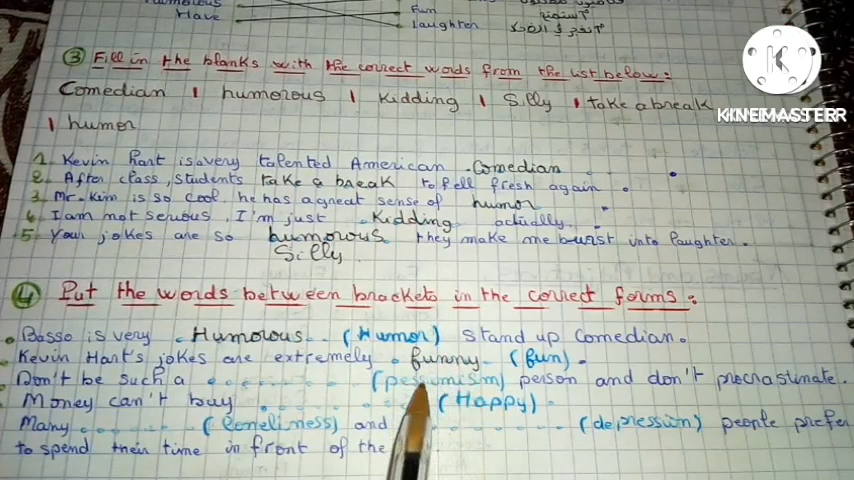 Have
Fun
Laughter
③ Fill in the blanks with the correct words from the list below:
Comedian | humorous | Kidding | Silly | take a break
| humor
KINEMASTER
1 Kevin hart is a very talented American .Comedian
2 After class, students take a break to fell fresh again.
3 Mr. Kim is so cool, he has a great sense of humor
4 I am not serious, I'm just .Kidding actually.
5 Your jokes are so humorous they make me burst into laughter.
Silly
④ Put the words between brackets in the correct forms:
. Basso is very .Humorous.. (Humor) stand up comedian.
. Kevin Hart's jokes are extremely . funny. (fun).
. Don't be such a ........ (pessimism) person and don't procrastinate.
. Money can't buy ........ (Happy).
. Many ........ (loneliness) and ........ (depression) people prefer
to spend their time in front of the